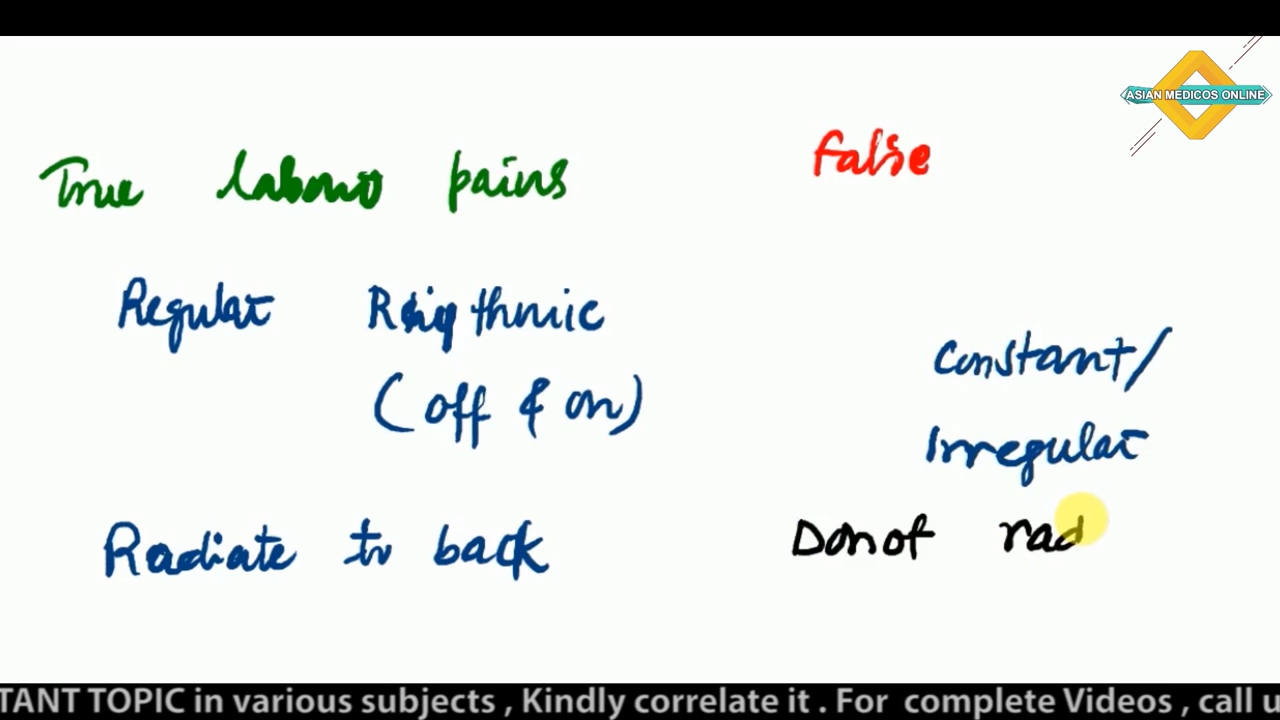 ASIAN MEDICOS ONLINE
True labour pains
False
Regular Rhythmic
(off & on)
Constant/
Irregular
Radiate to back
Donot rad
TANT TOPIC in various subjects , Kindly correlate it . For complete Videos , call u